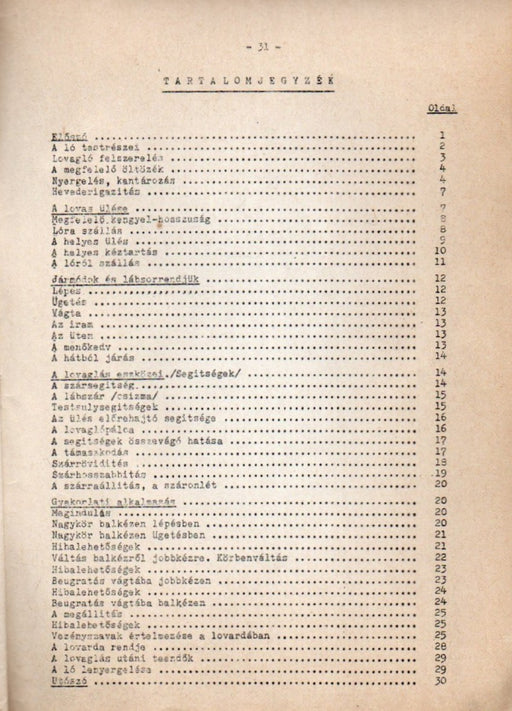 - 31 -
TARTALOMJEGYZÉK
Oldal
Előszó 1
A ló testrészei 2
Lovagló felszerelés 3
A megfelelő öltözék 4
Nyergelés, kantározás 4
Hevederigazitás 7
A lovas ülése 7
Megfelelő kengyel-hosszuság 8
Lóra szállás 8
A helyes ülés 9
A helyes kéztartás 10
A lóról szállás 11
Jármódok és lábsorrendjük 12
Lépés 12
Ügetés 12
Vágta 13
Az iram 13
Az ütem 13
A menőkedv 13
A hátból járás 14
A lovaglás eszközei./Segitségek/ 14
A szársegitség 14
A lábszár /csizma/ 15
Testsulysegitségek 15
Az ülés előrehajtó segitsége 16
A lovaglópálca 16
A segitségek összevágó hatása 17
A támaszkodás 17
Szárrövidités 18
Szárhosszabbitás 19
A szárraállitás, a száronlét 20
Gyakorlati alkalmazás 20
Megindulás 20
Nagykör balkézen lépésben 20
Nagykör balkézen ügetésben 21
Hibalehetőségek 21
Váltás balkézről jobbkézre. Körbenváltás 22
Hibalehetőségek 23
Beugratás vágtába jobbkézen 23
Hibalehetőségek 24
Beugratás vágtába balkézen 24
A megállitás 25
Hibalehetőségek 25
Vezényszavak értelmezése a lovardában 25
A lovarda rendje 28
A lovaglás utáni teendők 29
A ló lenyergelése 29
Utószó 30